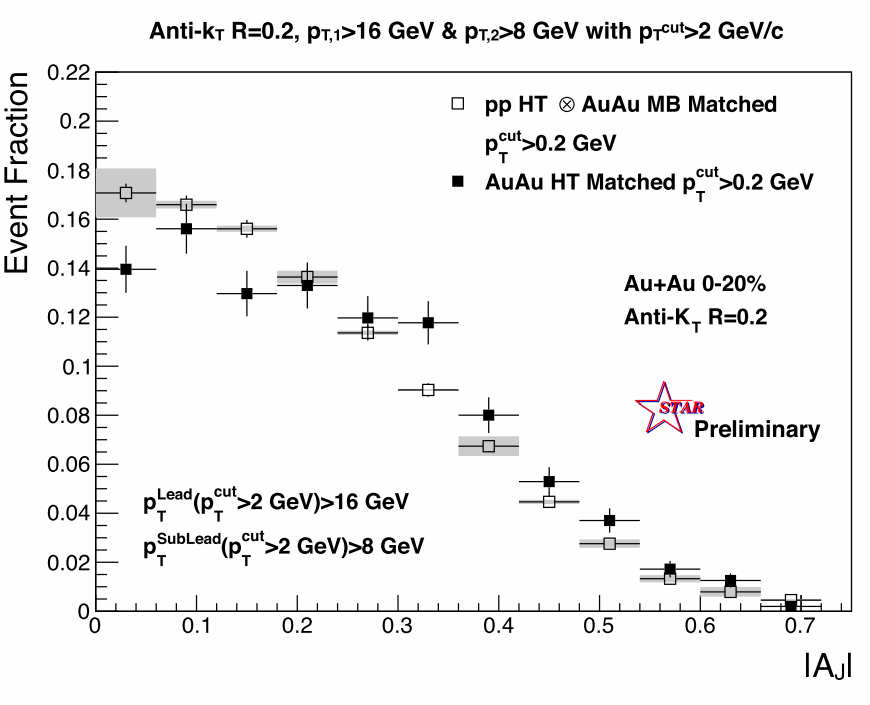 Anti-kT R=0.2, pT,1>16 GeV & pT,2>8 GeV with pTcut>2 GeV/c
Event Fraction
0.22
0.2
0.18
0.16
0.14
0.12
0.1
0.08
0.06
0.04
0.02
0
pp HT ⊗ AuAu MB Matched
pTcut>0.2 GeV
AuAu HT Matched pTcut>0.2 GeV
Au+Au 0-20%
Anti-KT R=0.2
STAR
Preliminary
pTLead(pTcut>2 GeV)>16 GeV
pTSubLead(pTcut>2 GeV)>8 GeV
0 0.1 0.2 0.3 0.4 0.5 0.6 0.7
|AJ|